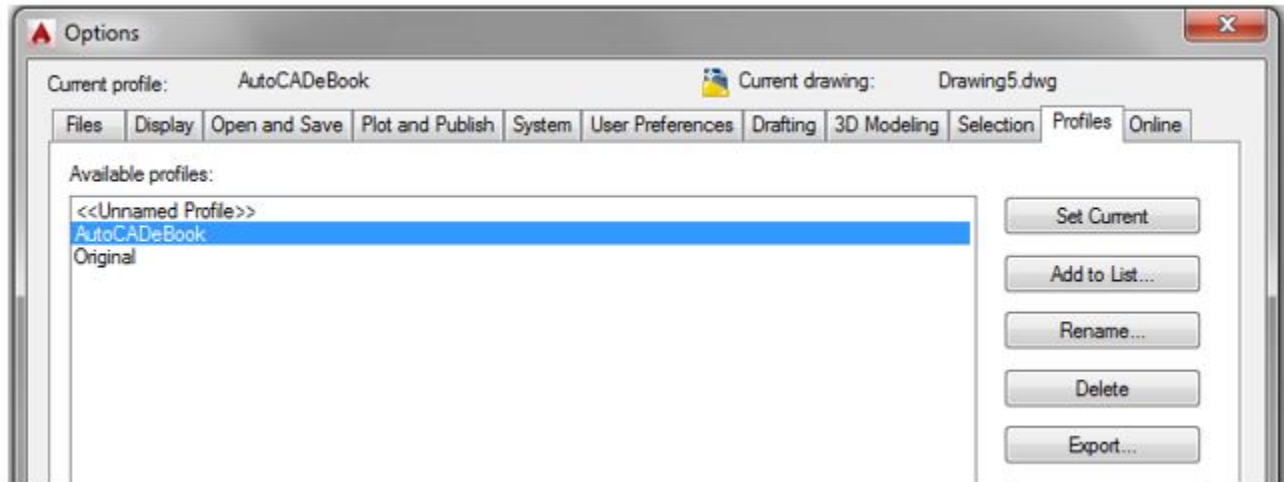 Options
Current profile: AutoCADeBook Current drawing: Drawing5.dwg
Files Display Open and Save Plot and Publish System User Preferences Drafting 3D Modeling Selection Profiles Online
Available profiles:
<<Unnamed Profile>>
AutoCADeBook
Original
Set Current
Add to List...
Rename...
Delete
Export...